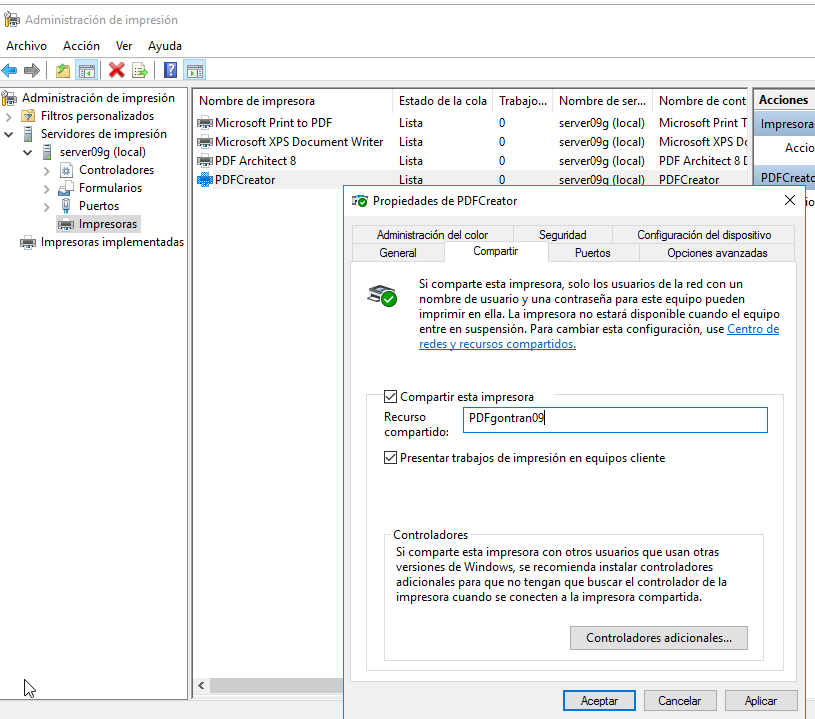 Administración de impresión
Archivo Acción Ver Ayuda
Administración de impresión
Filtros personalizados
Servidores de impresión
server09g (local)
Controladores
Formularios
Puertos
Impresoras
Impresoras implementadas
Nombre de impresora Estado de la cola Trabajo... Nombre de ser... Nombre de cont
Microsoft Print to PDF Lista 0 server09g (local) Microsoft Print T
Microsoft XPS Document Writer Lista 0 server09g (local) Microsoft XPS Do
PDF Architect 8 Lista 0 server09g (local) PDF Architect 8 D
PDFCreator Lista 0 server09g (local) PDFCreator
Acciones
Impresora
Accio
PDFCreato
Propiedades de PDFCreator
Administración del color Seguridad Configuración del dispositivo
General Compartir Puertos Opciones avanzadas
Si comparte esta impresora, solo los usuarios de la red con un
nombre de usuario y una contraseña para este equipo pueden
imprimir en ella. La impresora no estará disponible cuando el equipo
entre en suspensión. Para cambiar esta configuración, use Centro de
redes y recursos compartidos.
Compartir esta impresora
Recurso
compartido:
PDFgontran09
Presentar trabajos de impresión en equipos cliente
Controladores
Si comparte esta impresora con otros usuarios que usan otras
versiones de Windows, se recomienda instalar controladores
adicionales para que no tengan que buscar el controlador de la
impresora cuando se conecten a la impresora compartida.
Controladores adicionales...
Aceptar Cancelar Aplicar